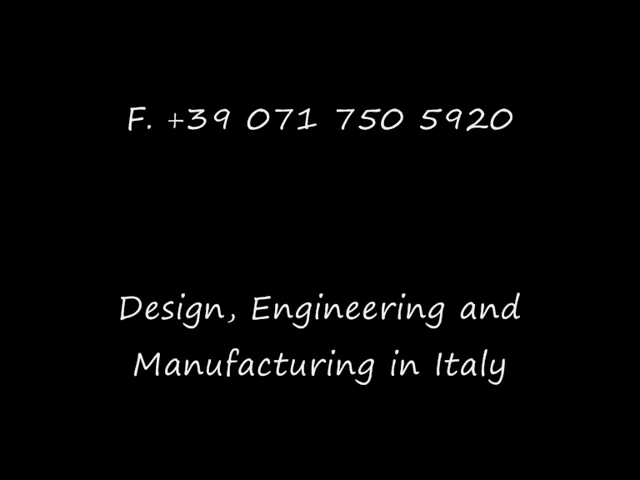 F. +39 071 750 5920
Design, Engineering and
Manufacturing in Italy